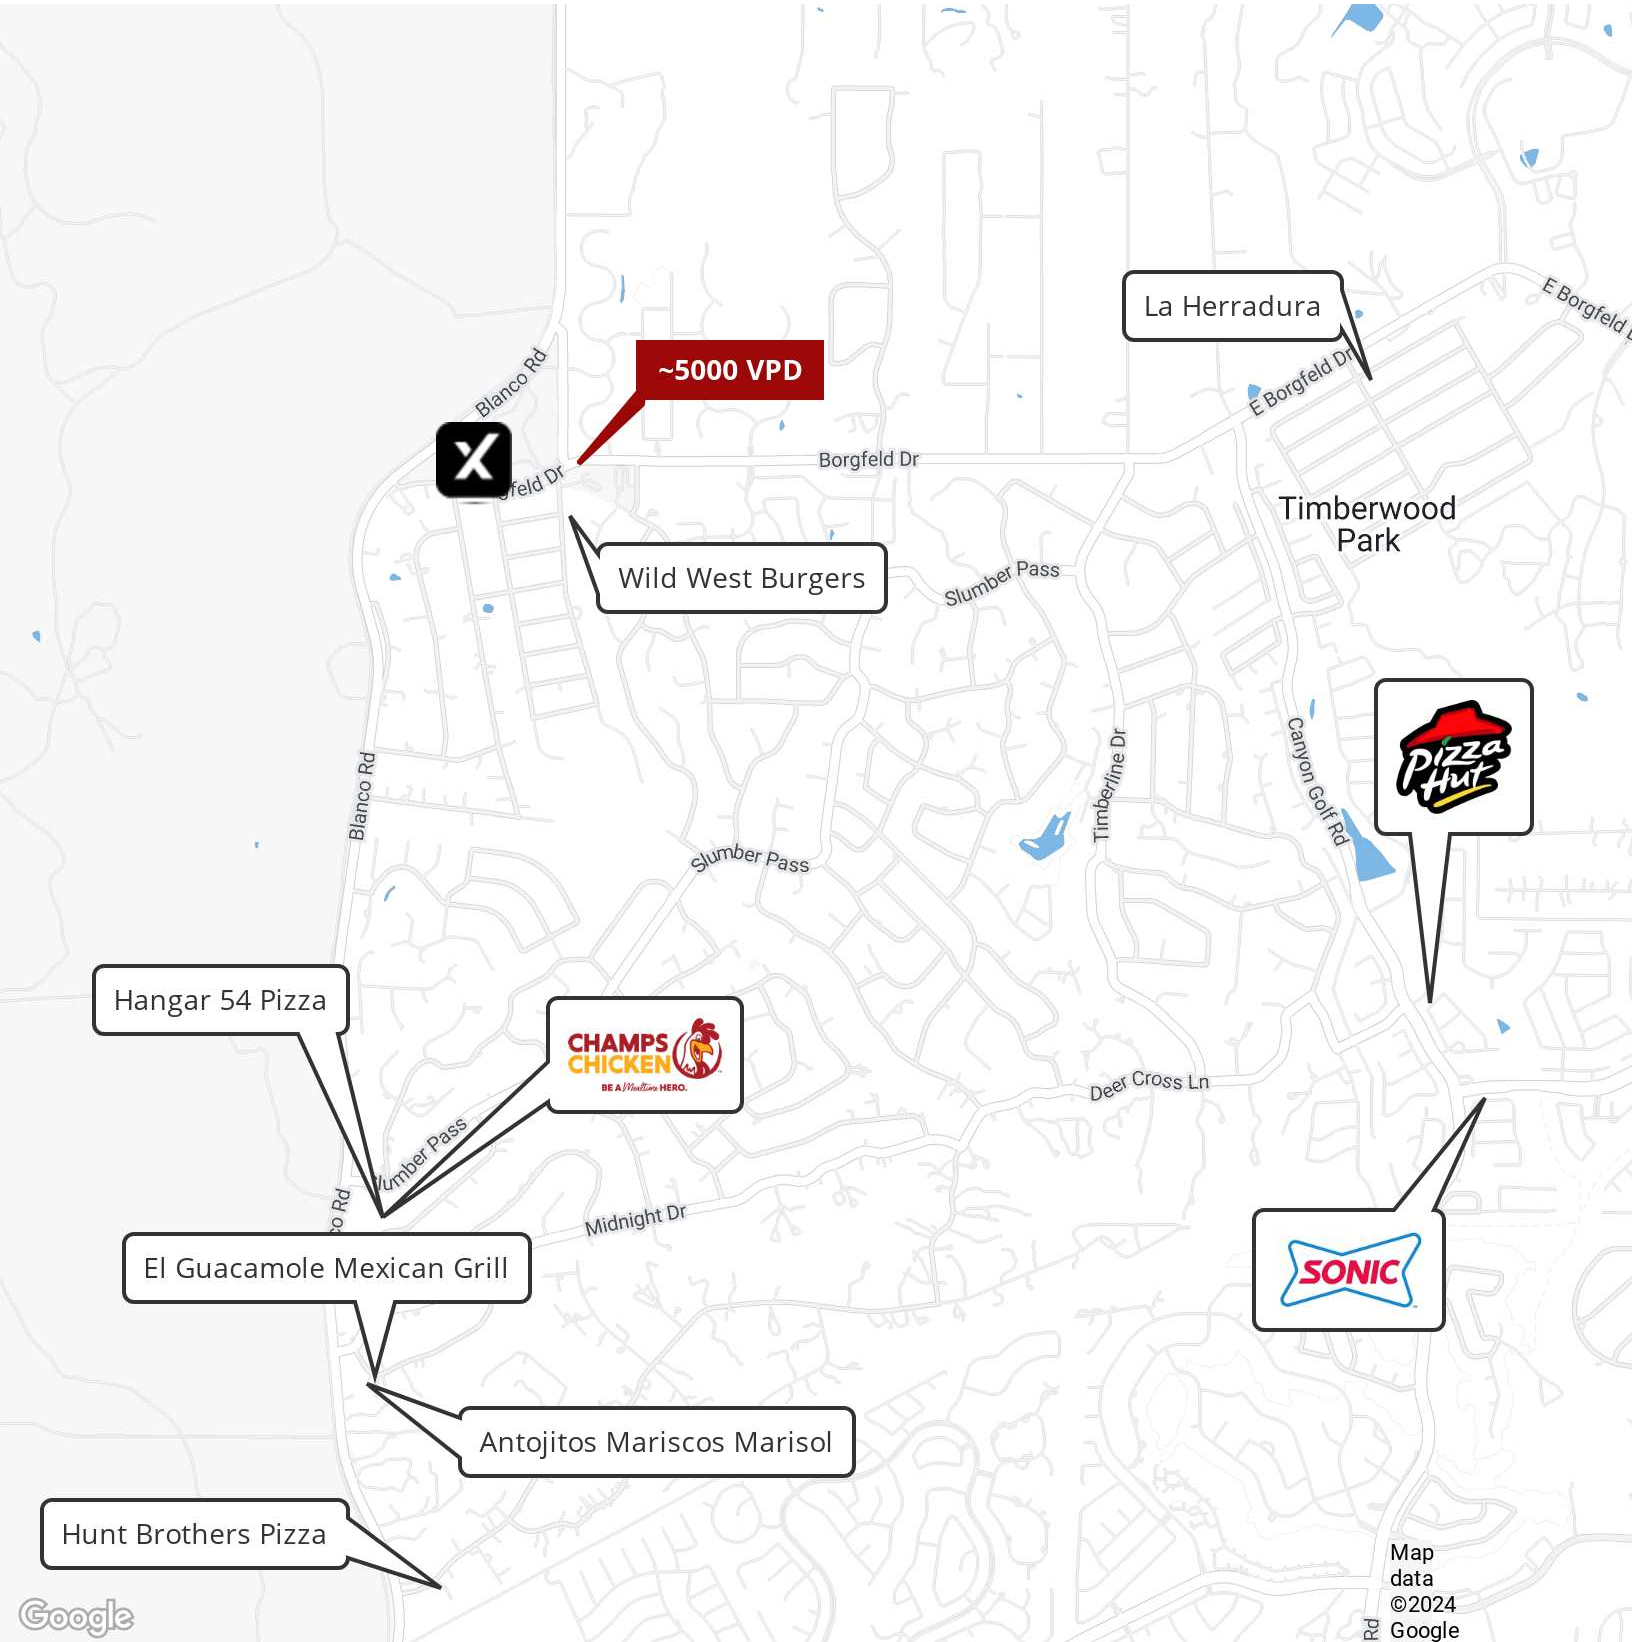 La Herradura
E Borgfeld
~5000 VPD
Blanco Rd
E Borgfeld Dr
X
Borgfeld Dr
gfeld Dr
Timberwood
Park
Wild West Burgers
Slumber Pass
Pizza
Hut
Canyon Golf Rd
Timberline Dr
Blanco Rd
Slumber Pass
Hangar 54 Pizza
CHAMPS
CHICKEN
BE A Mealtime HERO.
Deer Cross Ln
lumber Pass
co Rd
Midnight Dr
El Guacamole Mexican Grill
SONIC
Antojitos Mariscos Marisol
Hunt Brothers Pizza
Map
data
©2024
Google
Rd
Google